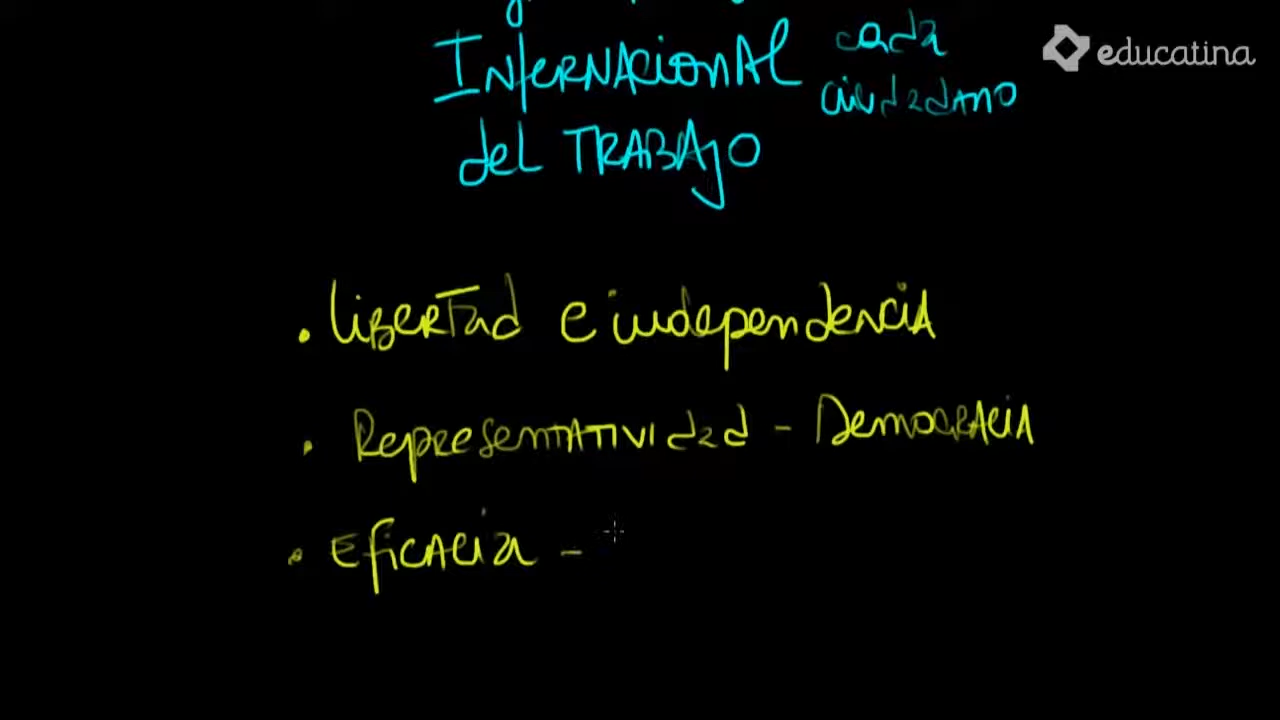 INTERNACIONAL cada
ciudadANO
del TRABAJO
educatina
. libertad e independencia
. Representatividad - Democracia
. Eficacia -